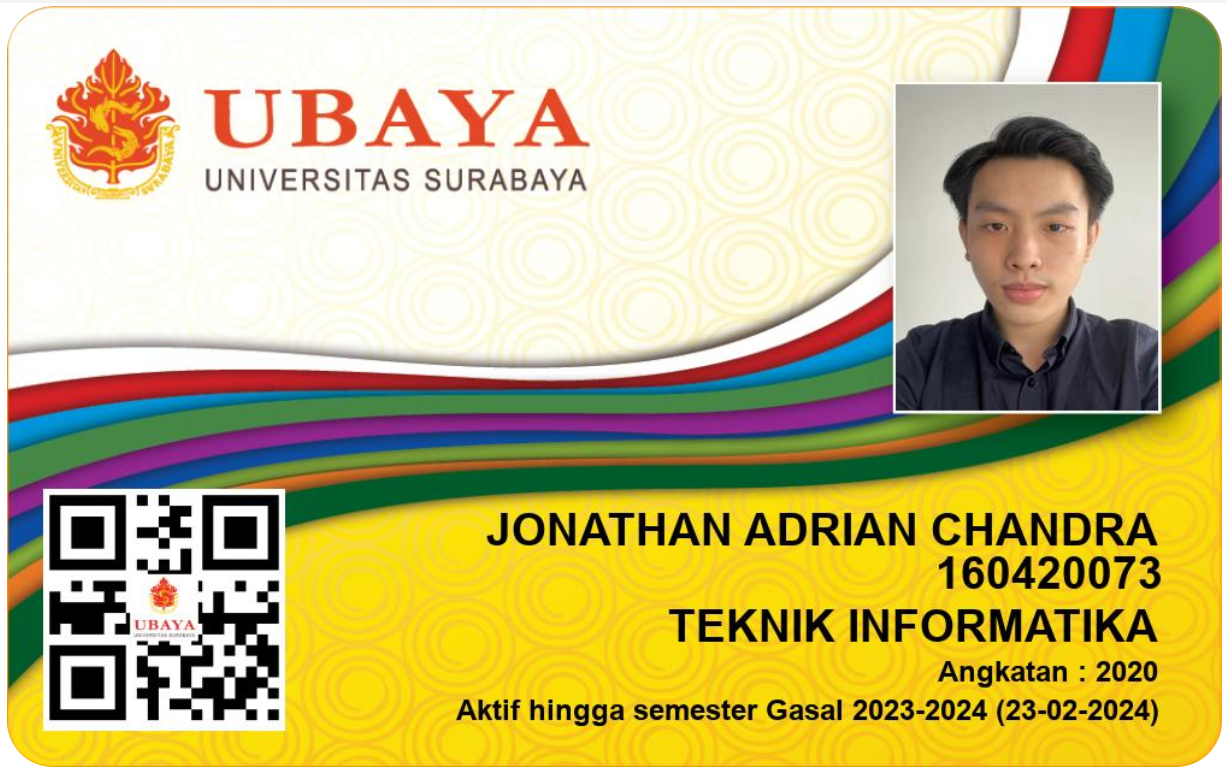 UBAYA
UNIVERSITAS SURABAYA
UNIVERSITAS SURABAYA
JONATHAN ADRIAN CHANDRA
160420073
TEKNIK INFORMATIKA
Angkatan : 2020
Aktif hingga semester Gasal 2023-2024 (23-02-2024)
UBAYA
UNIVERSITAS SURABAYA